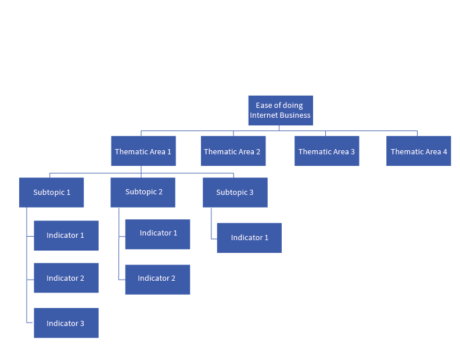 Ease of doing
Internet Business
Thematic Area 1
Thematic Area 2
Thematic Area 3
Thematic Area 4
Subtopic 1
Subtopic 2
Subtopic 3
Indicator 1
Indicator 1
Indicator 1
Indicator 2
Indicator 2
Indicator 3